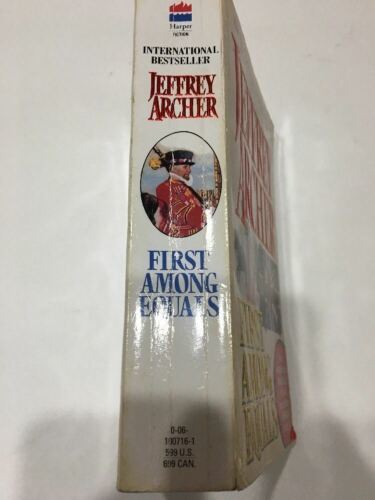 Harper
FICTION
INTERNATIONAL
BESTSELLER
JEFFREY
ARCHER
FIRST
AMONG
EQUALS
0-06-
100716-1
599 U.S.
699 CAN.